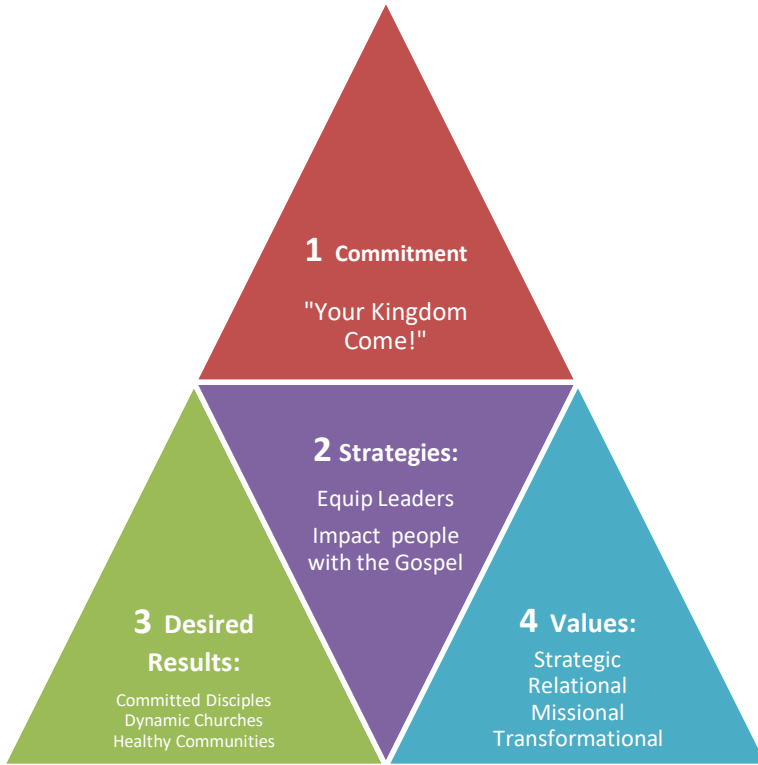 1 Commitment
"Your Kingdom
Come!"
2 Strategies:
Equip Leaders
Impact people
with the Gospel
3 Desired
Results:
Committed Disciples
Dynamic Churches
Healthy Communities
4 Values:
Strategic
Relational
Missional
Transformational